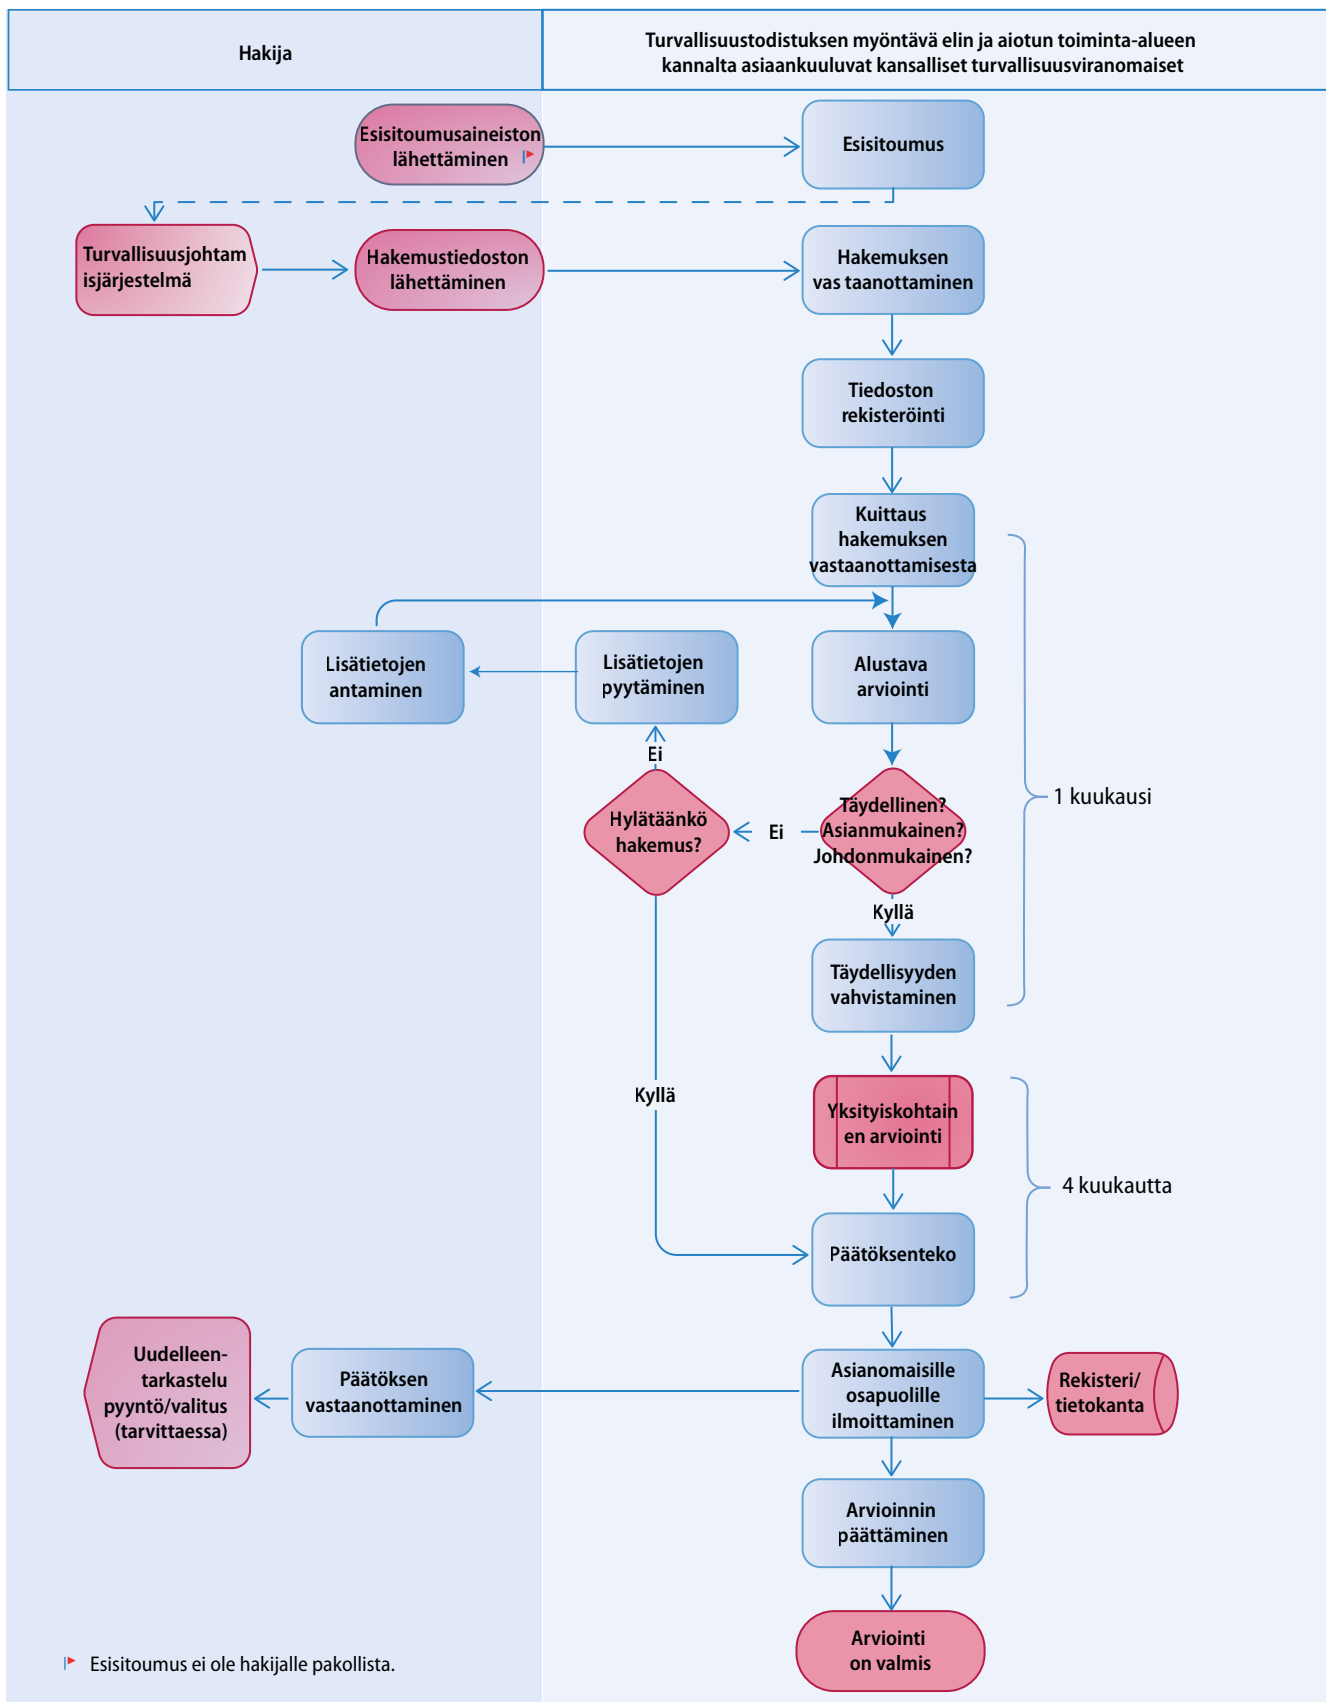 Hakija
Turvallisuustodistuksen myöntävä elin ja aiotun toiminta-alueen
kannalta asiaankuuluvat kansalliset turvallisuusviranomaiset
Esisitoumusaineiston
lähettäminen
Esisitoumus
Turvallisuusjohtam
isjärjestelmä
Hakemustiedoston
lähettäminen
Hakemuksen
vas taanottaminen
Tiedoston
rekisteröinti
Kuittaus
hakemuksen
vastaanottamisesta
Lisätietojen
antaminen
Lisätietojen
pyytäminen
Alustava
arviointi
Ei
Hylätäänkö
hakemus?
Ei
Täydellinen?
Asianmukainen?
Johdonmukainen?
1 kuukausi
Kyllä
Täydellisyyden
vahvistaminen
Kyllä
Yksityiskohtain
en arviointi
4 kuukautta
Päätöksenteko
Uudelleen-
tarkastelu
pyyntö/valitus
(tarvittaessa)
Päätöksen
vastaanottaminen
Asianomaisille
osapuolille
ilmoittaminen
Rekisteri/
tietokanta
Arvioinnin
päättäminen
Arviointi
on valmis
Esisitoumus ei ole hakijalle pakollista.